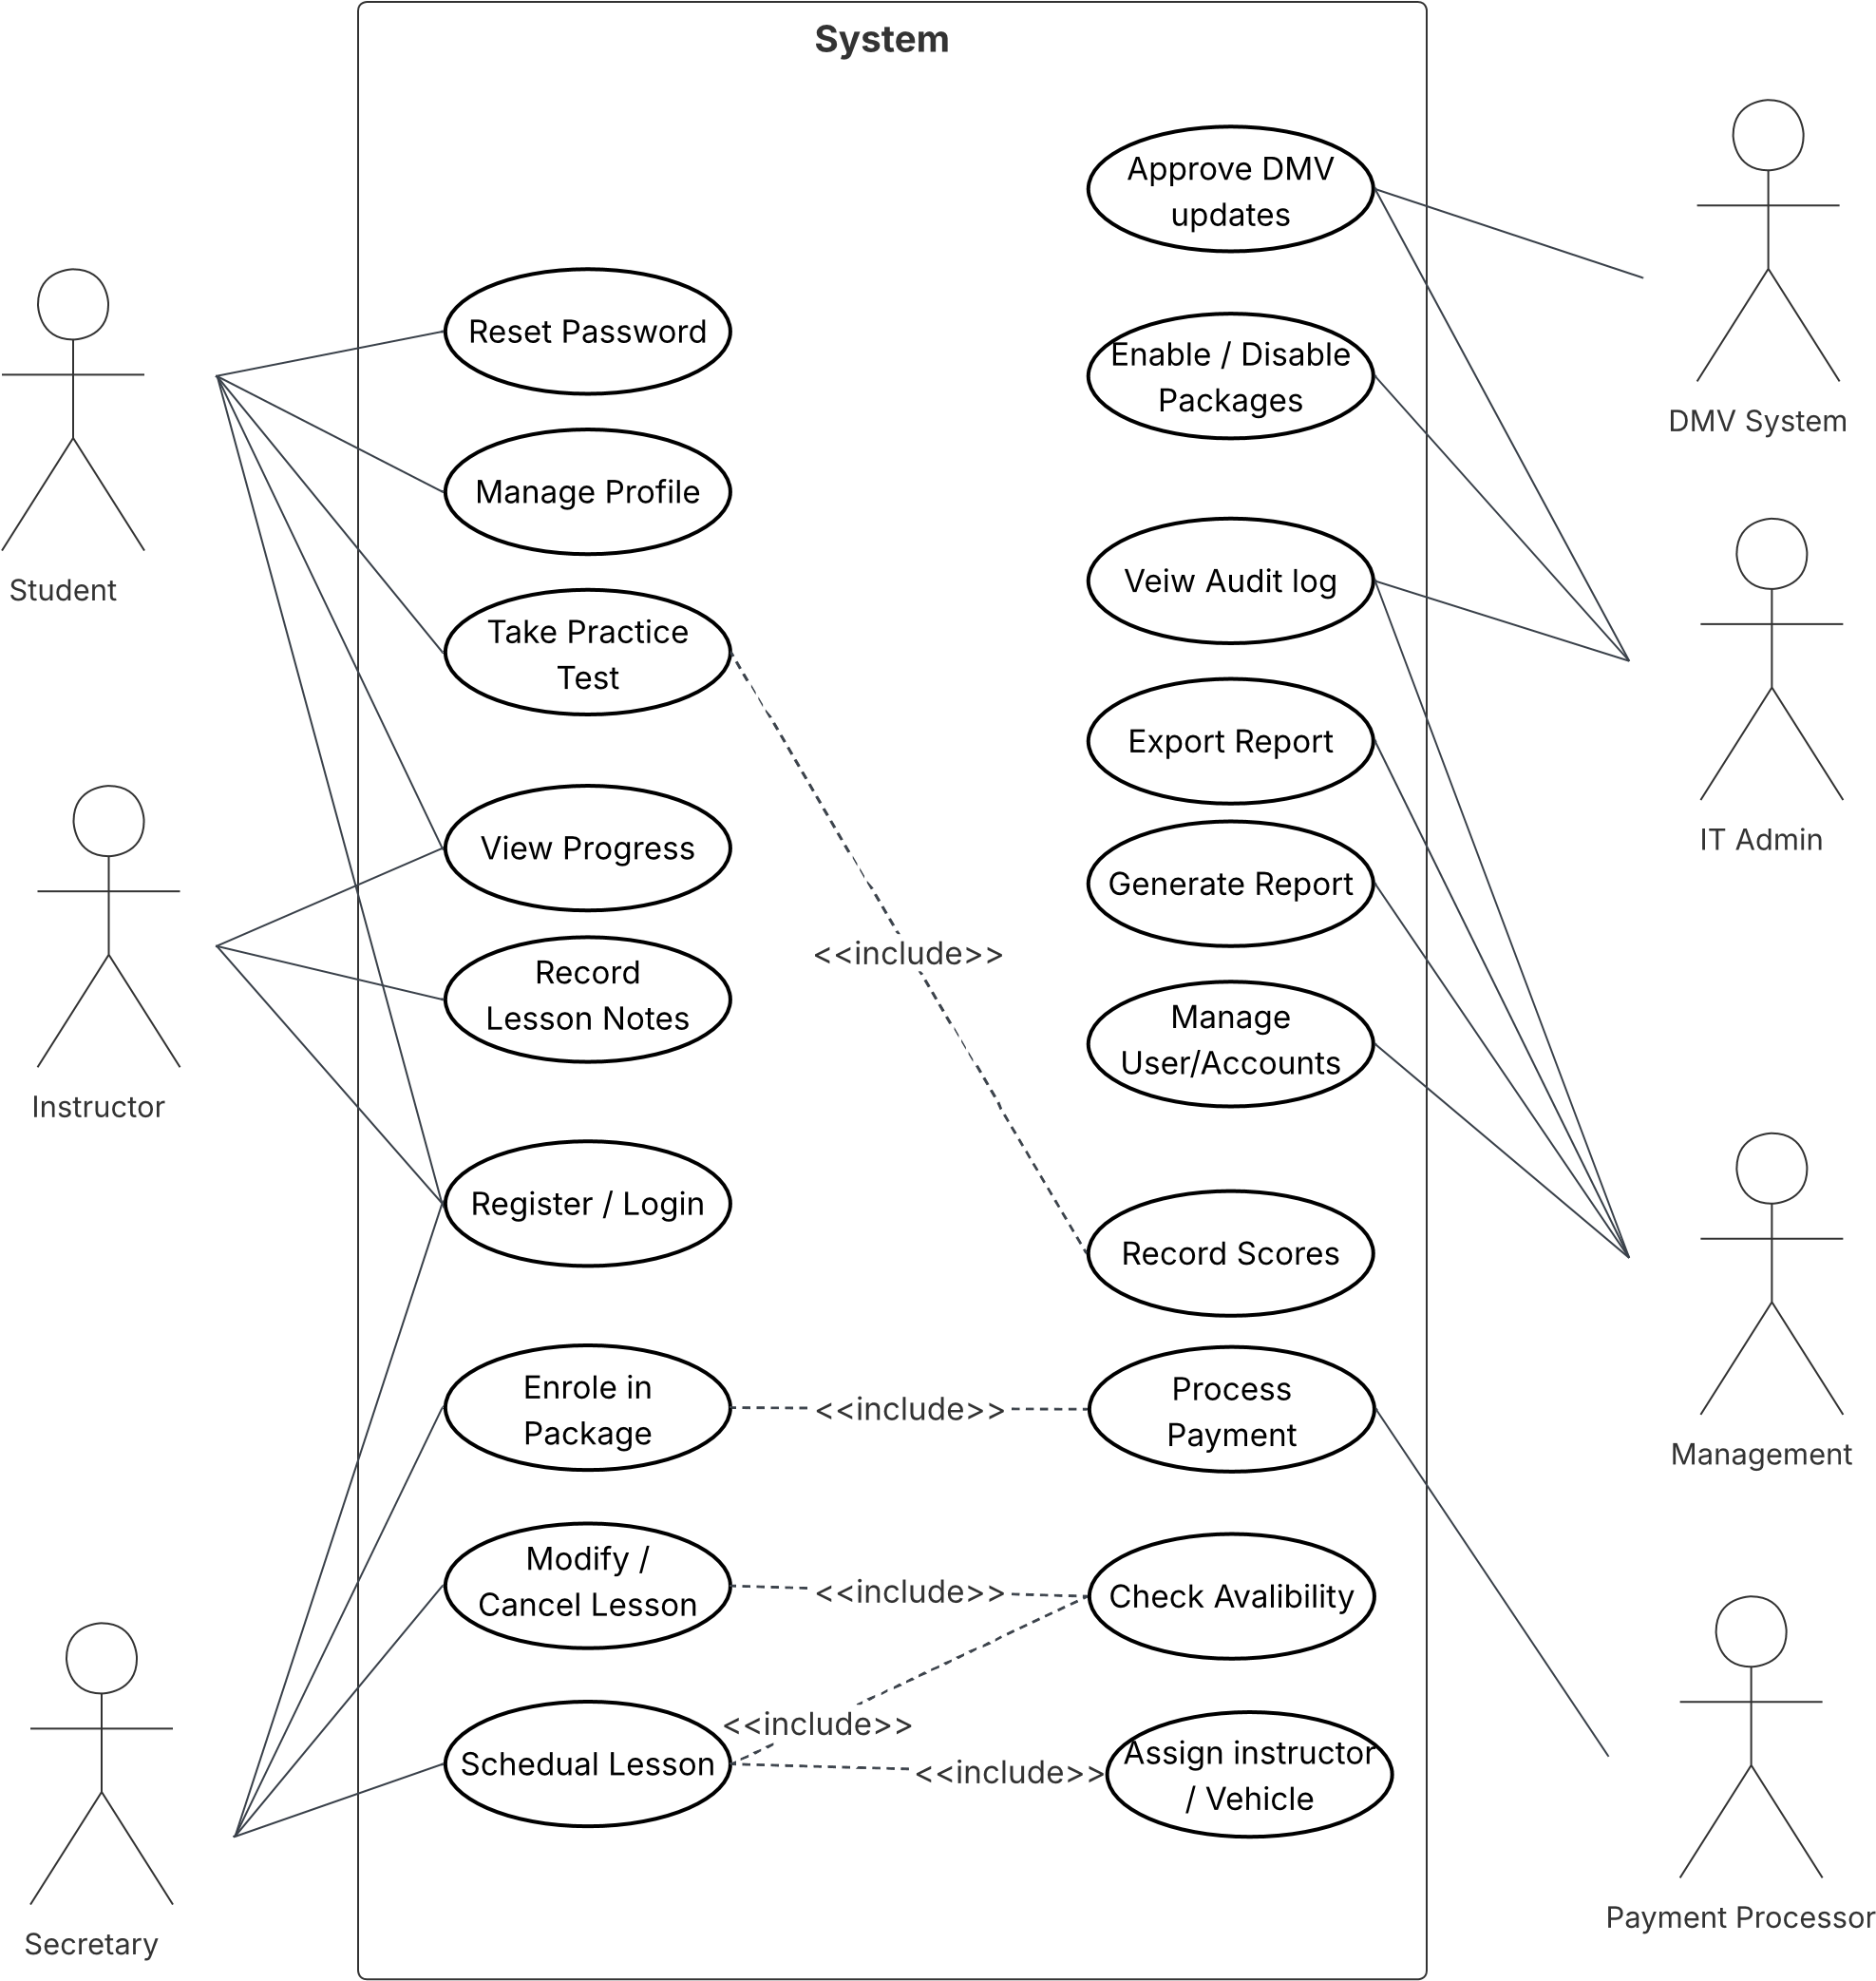 System
Approve DMV
updates
Reset Password
Enable / Disable
Packages
DMV System
Manage Profile
Student
Take Practice
Test
Veiw Audit log
Export Report
IT Admin
View Progress
Generate Report
<<include>>
Record
Lesson Notes
Manage
User/Accounts
Instructor
Register / Login
Record Scores
Enrole in
Package
<<include>>
Process
Payment
Management
Modify /
Cancel Lesson
<<include>>
Check Avalibility
<<include>>
Schedual Lesson
<<include>>
Assign instructor
/ Vehicle
Secretary
Payment Processor